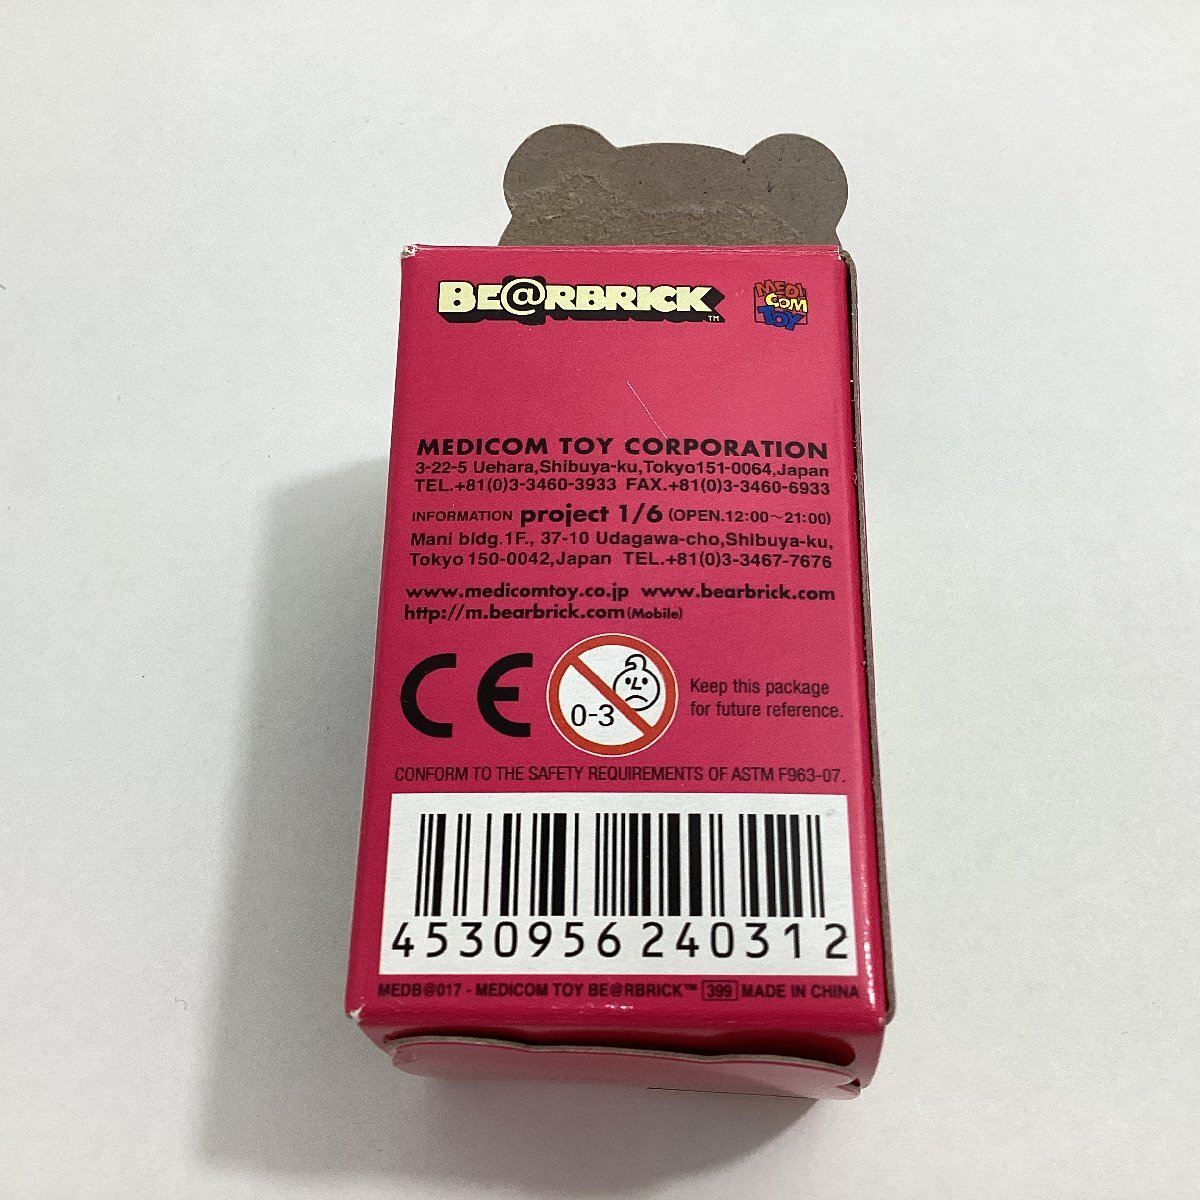 BE@RBRICK™
MEDICOM TOY
MEDICOM TOY CORPORATION
3-22-5 Uehara,Shibuya-ku,Tokyo151-0064,Japan
TEL.+81(0)3-3460-3933 FAX.+81(0)3-3460-6933
INFORMATION project 1/6 (OPEN.12:00~21:00)
Mani bldg.1F., 37-10 Udagawa-cho,Shibuya-ku,
Tokyo 150-0042,Japan TEL.+81(0)3-3467-7676
www.medicomtoy.co.jp www.bearbrick.com
http://m.bearbrick.com(Mobile)
CE
0-3
Keep this package
for future reference.
CONFORM TO THE SAFETY REQUIREMENTS OF ASTM F963-07.
4530956240312
MEDB@017 - MEDICOM TOY BE@RBRICK™ 399 MADE IN CHINA